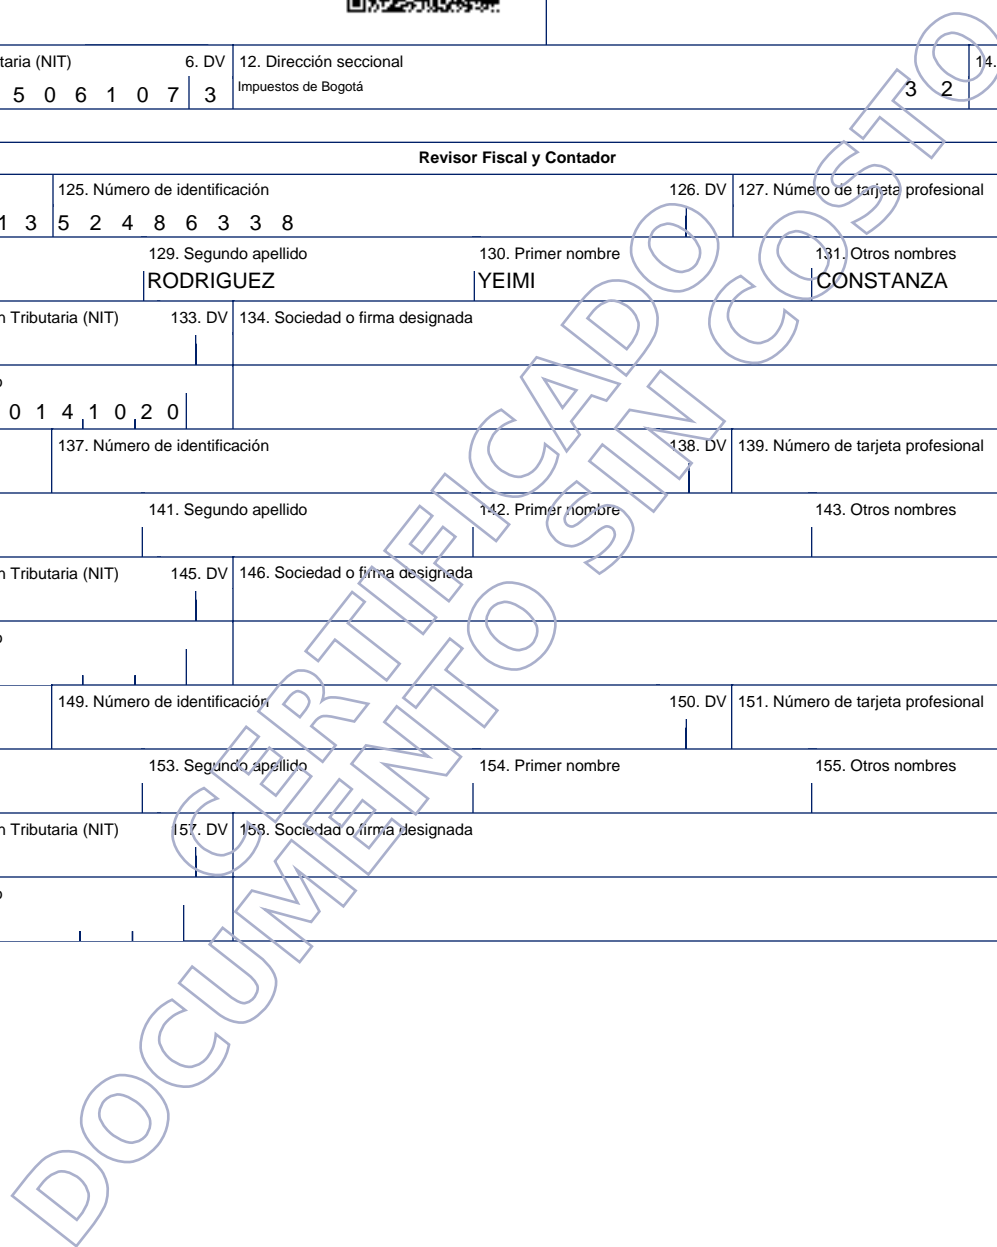 taria (NIT) 6. DV 12. Dirección seccional 14.
5 0 6 1 0 7 3 Impuestos de Bogotá 3 2
Revisor Fiscal y Contador
125. Número de identificación 126. DV 127. Número de tarjeta profesional
1 3 5 2 4 8 6 3 3 8
129. Segundo apellido 130. Primer nombre 131. Otros nombres
RODRIGUEZ YEIMI CONSTANZA
n Tributaria (NIT) 133. DV 134. Sociedad o firma designada
o
0 1 4 1 0 2 0
137. Número de identificación 138. DV 139. Número de tarjeta profesional
141. Segundo apellido 142. Primer nombre 143. Otros nombres
n Tributaria (NIT) 145. DV 146. Sociedad o firma designada
o
149. Número de identificación 150. DV 151. Número de tarjeta profesional
153. Segundo apellido 154. Primer nombre 155. Otros nombres
n Tributaria (NIT) 157. DV 158. Sociedad o firma designada
o
CERTIFICADO
DOCUMENTO SIN COSTO